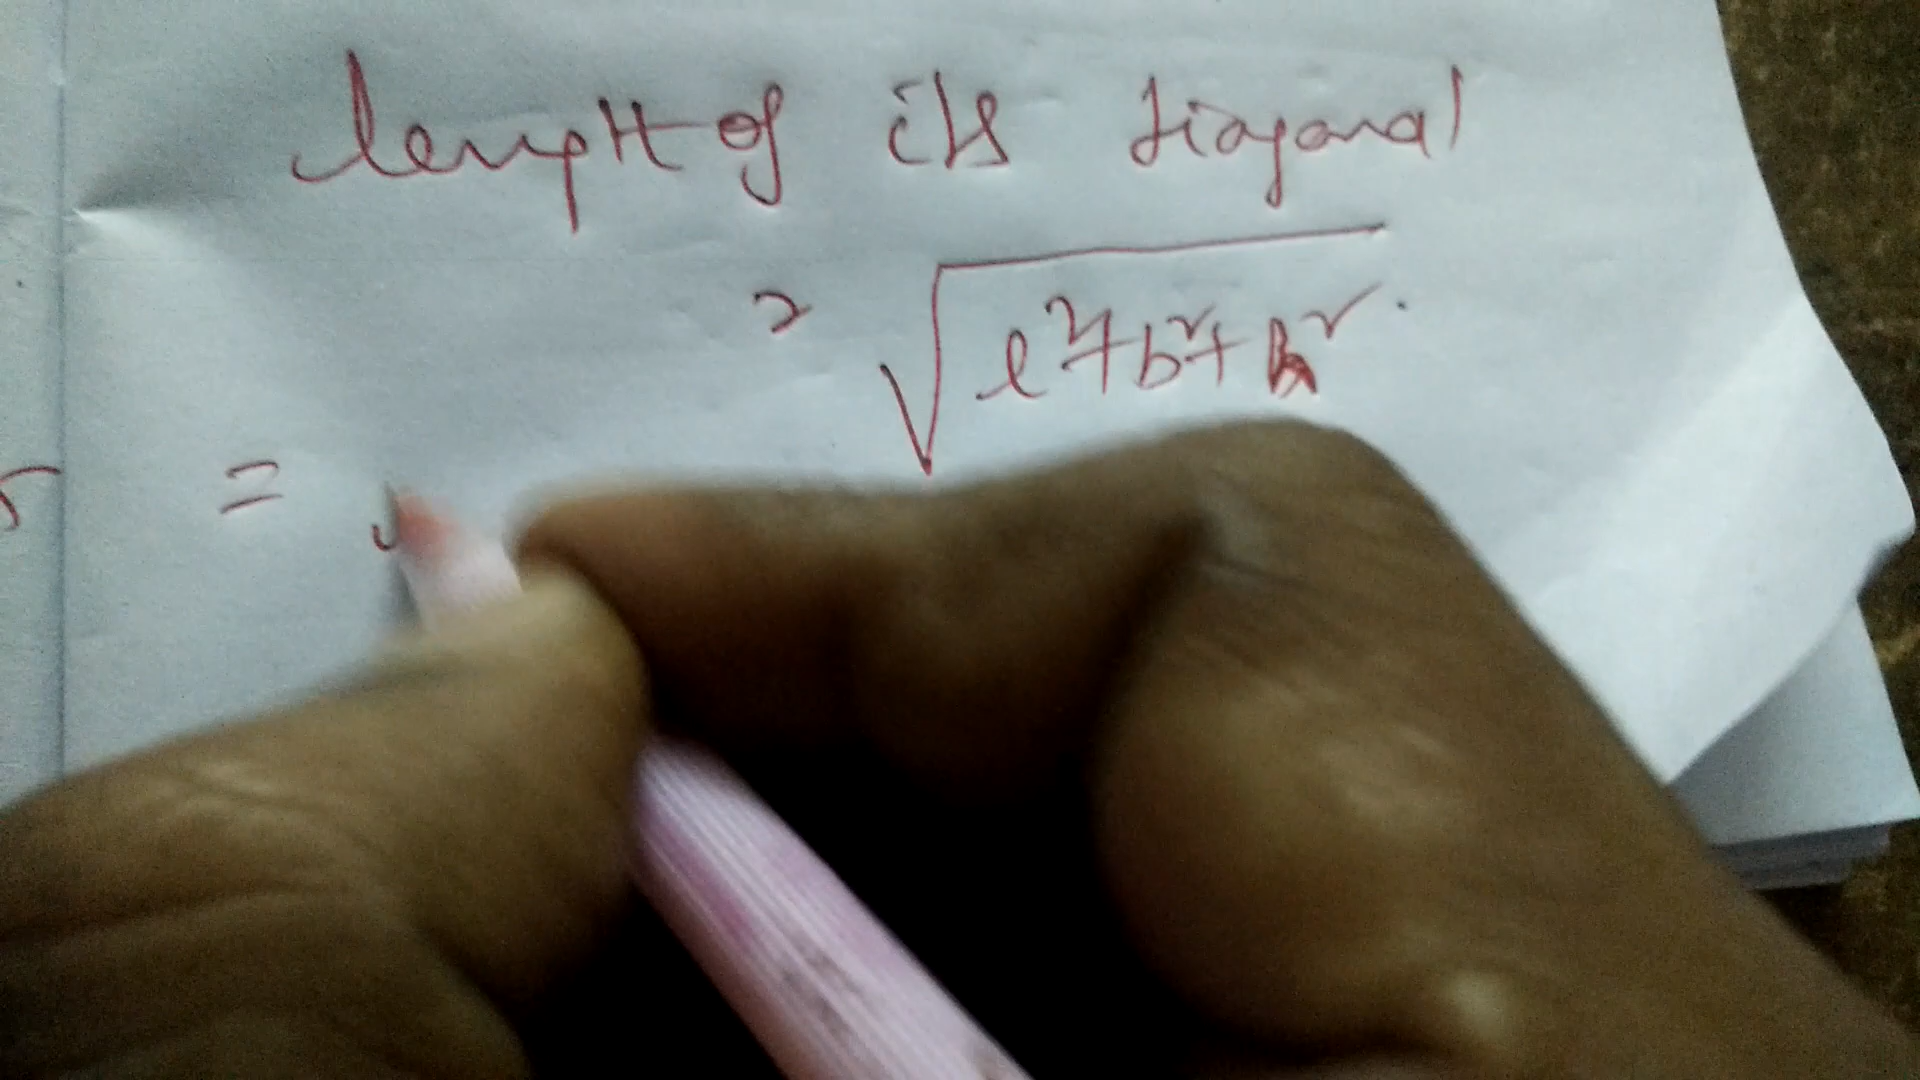 length of its diagonal
= √l²+b²+h².
=